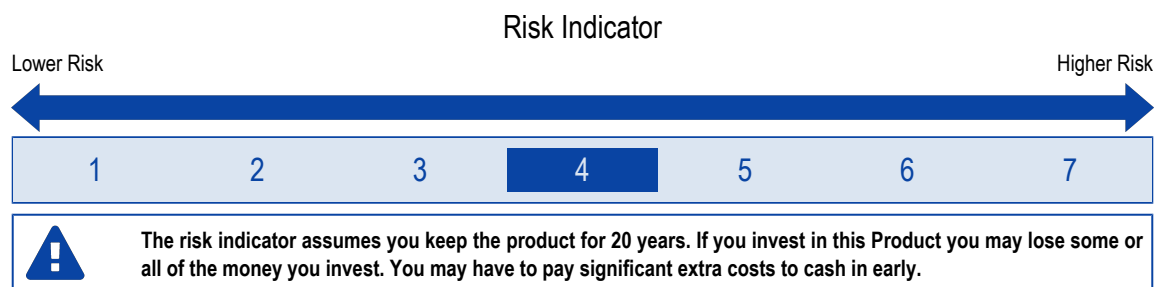 Risk Indicator
Lower Risk Higher Risk
1 2 3 4 5 6 7
The risk indicator assumes you keep the product for 20 years. If you invest in this Product you may lose some or
all of the money you invest. You may have to pay significant extra costs to cash in early.